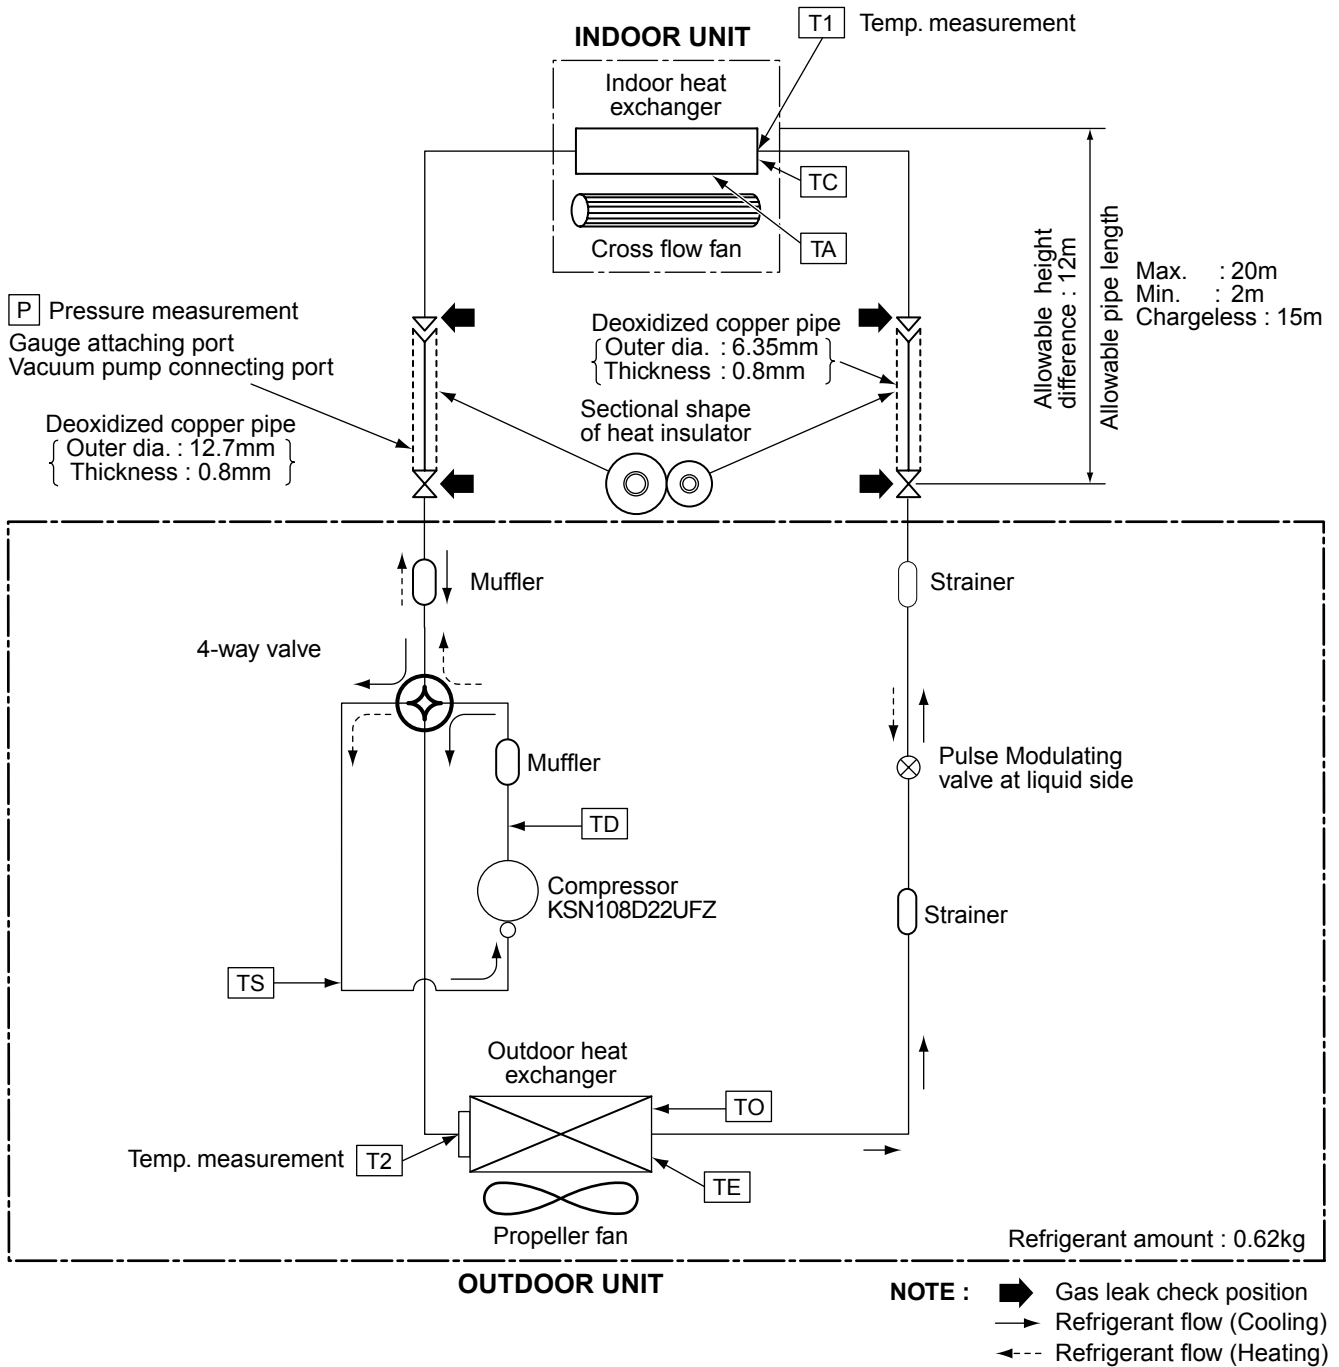 T1 Temp. measurement
INDOOR UNIT
Indoor heat
exchanger
TC
Cross flow fan
TA
Allowable height
difference : 12m
Allowable pipe length
Max. : 20m
Min. : 2m
Chargeless : 15m
P Pressure measurement
Gauge attaching port
Vacuum pump connecting port
Deoxidized copper pipe
Outer dia. : 6.35mm
Thickness : 0.8mm
Deoxidized copper pipe
Outer dia. : 12.7mm
Thickness : 0.8mm
Sectional shape
of heat insulator
Muffler
Strainer
4-way valve
Muffler
Pulse Modulating
valve at liquid side
TD
Compressor
KSN108D22UFZ
Strainer
TS
Outdoor heat
exchanger
TO
Temp. measurement T2
TE
Propeller fan
Refrigerant amount : 0.62kg
OUTDOOR UNIT
NOTE : Gas leak check position
Refrigerant flow (Cooling)
Refrigerant flow (Heating)